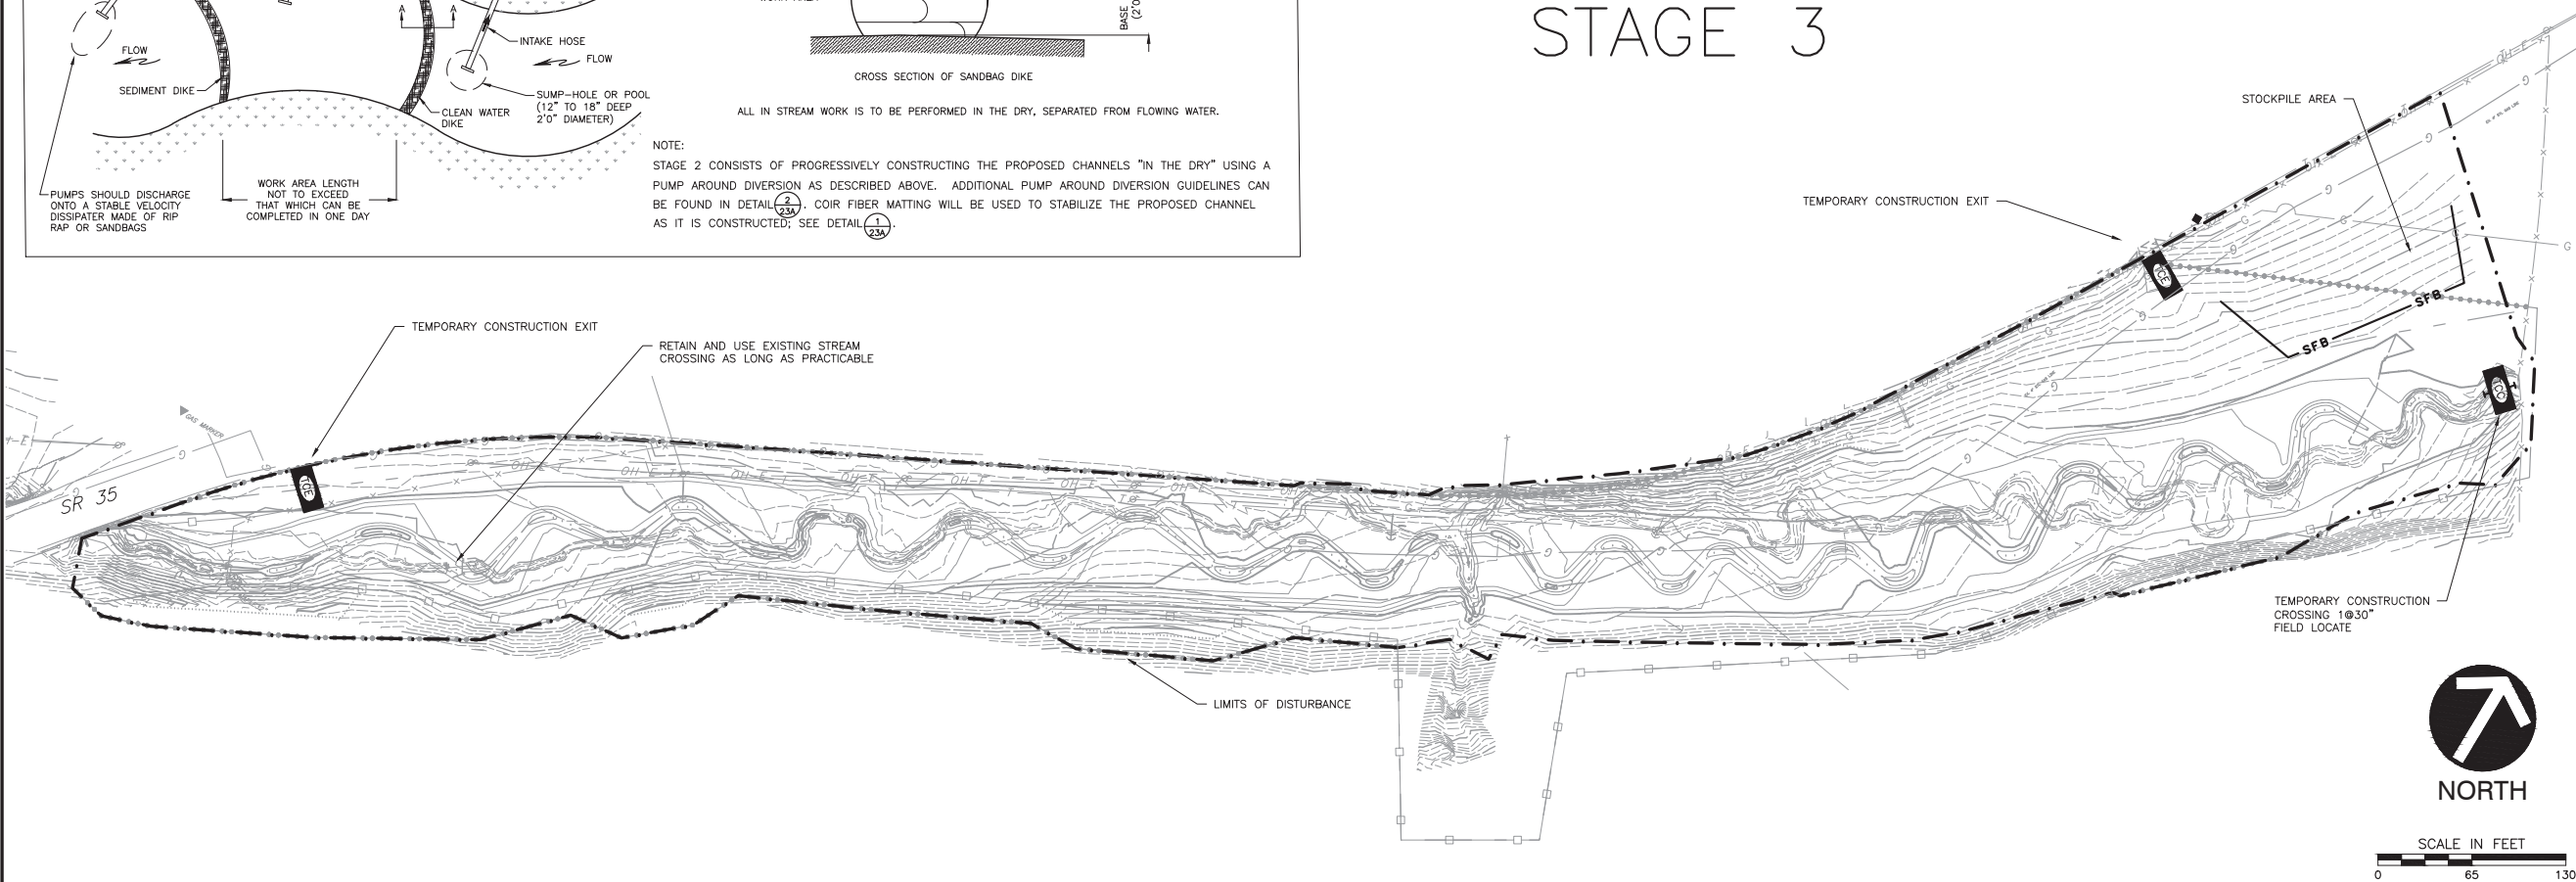 STAGE 3
A A
FLOW
INTAKE HOSE
FLOW
SEDIMENT DIKE
SUMP-HOLE OR POOL
(12" TO 18" DEEP
2'0" DIAMETER)
CLEAN WATER
DIKE
PUMPS SHOULD DISCHARGE
ONTO A STABLE VELOCITY
DISSIPATER MADE OF RIP
RAP OR SANDBAGS
WORK AREA LENGTH
NOT TO EXCEED
THAT WHICH CAN BE
COMPLETED IN ONE DAY
BASE
CROSS SECTION OF SANDBAG DIKE
ALL IN STREAM WORK IS TO BE PERFORMED IN THE DRY, SEPARATED FROM FLOWING WATER.
NOTE:
STAGE 2 CONSISTS OF PROGRESSIVELY CONSTRUCTING THE PROPOSED CHANNELS "IN THE DRY" USING A
PUMP AROUND DIVERSION AS DESCRIBED ABOVE. ADDITIONAL PUMP AROUND DIVERSION GUIDELINES CAN
BE FOUND IN DETAIL 2 23A. COIR FIBER MATTING WILL BE USED TO STABILIZE THE PROPOSED CHANNEL
AS IT IS CONSTRUCTED; SEE DETAIL 1 23A.
STOCKPILE AREA
TEMPORARY CONSTRUCTION EXIT
TCE
SFB
SFB
TEMPORARY CONSTRUCTION EXIT
RETAIN AND USE EXISTING STREAM
CROSSING AS LONG AS PRACTICABLE
GAS MARKER
SR 35
TCE
TCC
LIMITS OF DISTURBANCE
TEMPORARY CONSTRUCTION
CROSSING 1@30"
FIELD LOCATE
NORTH
SCALE IN FEET
0 65 130